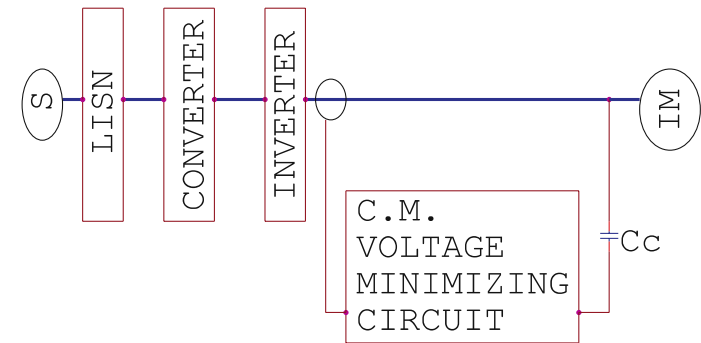 S
LISN
CONVERTER
INVERTER
IM
C.M.
VOLTAGE
MINIMIZING
CIRCUIT
Cc